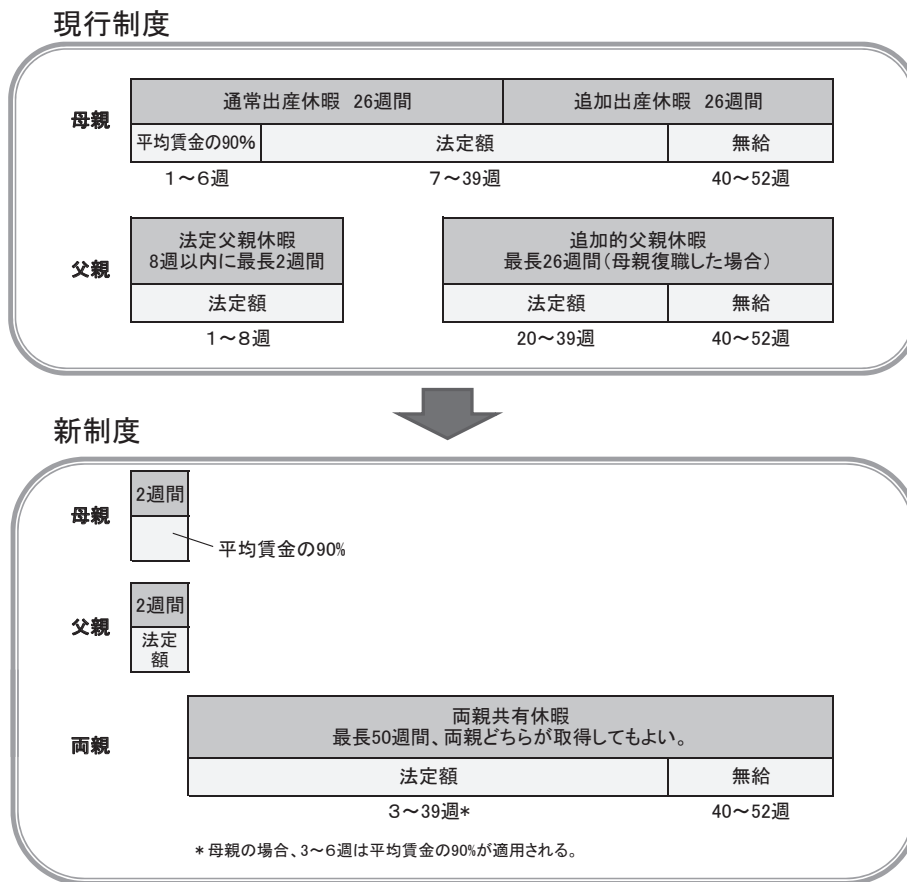 現行制度
母親
通常出産休暇 26週間
追加出産休暇 26週間
平均賃金の90%
法定額
無給
1~6週
7~39週
40~52週
父親
法定父親休暇
8週以内に最長2週間
追加的父親休暇
最長26週間(母親復職した場合)
法定額
法定額
無給
1~8週
20~39週
40~52週
新制度
母親
2週間
平均賃金の90%
父親
2週間
法定
額
両親
両親共有休暇
最長50週間、両親どちらが取得してもよい。
法定額
無給
3~39週*
40~52週
*母親の場合、3~6週は平均賃金の90%が適用される。